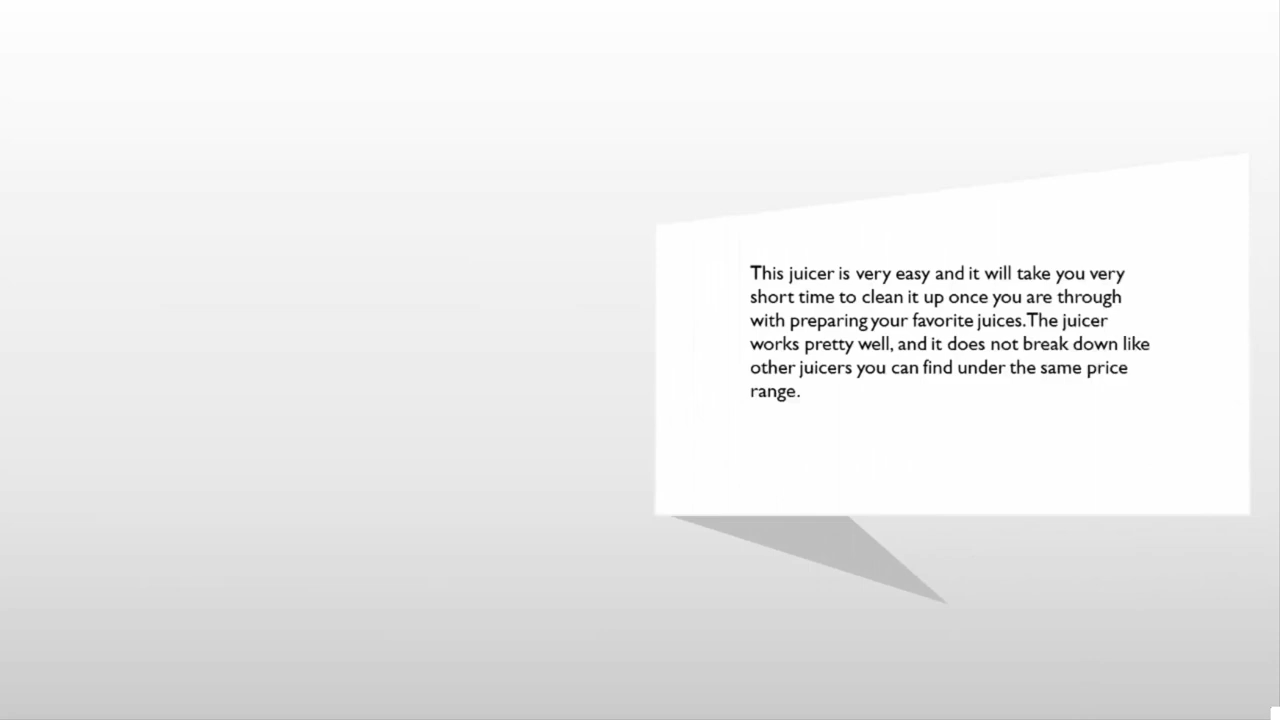 This juicer is very easy and it will take you very
short time to clean it up once you are through
with preparing your favorite juices.The juicer
works pretty well, and it does not break down like
other juicers you can find under the same price
range.